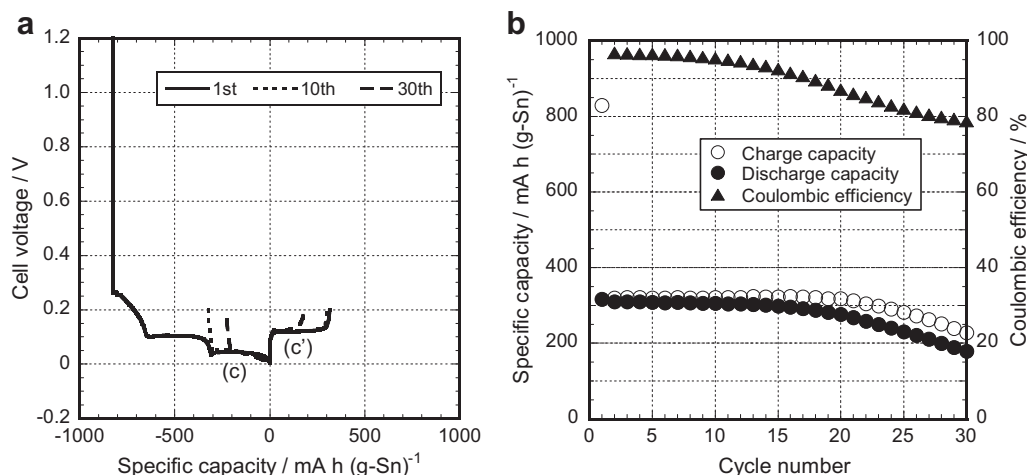 a
1.2
1.0
0.8
0.6
0.4
0.2
0
-0.2
Cell voltage / V
1st 10th 30th
(c)
(c')
-1000 -500 0 500 1000
Specific capacity / mA h (g-Sn)-1
b
1000
800
600
400
200
0
Specific capacity / mA h (g-Sn)-1
Charge capacity
Discharge capacity
Coulombic efficiency
100
80
60
40
20
0
Coulombic efficiency / %
0 5 10 15 20 25 30
Cycle number